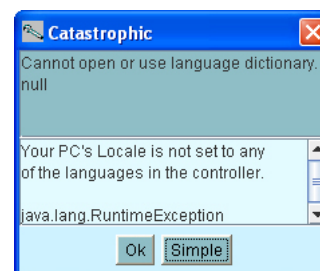 Catastrophic
Cannot open or use language dictionary.
null
Your PC's Locale is not set to any
of the languages in the controller.
java.lang.RuntimeException
Ok Simple